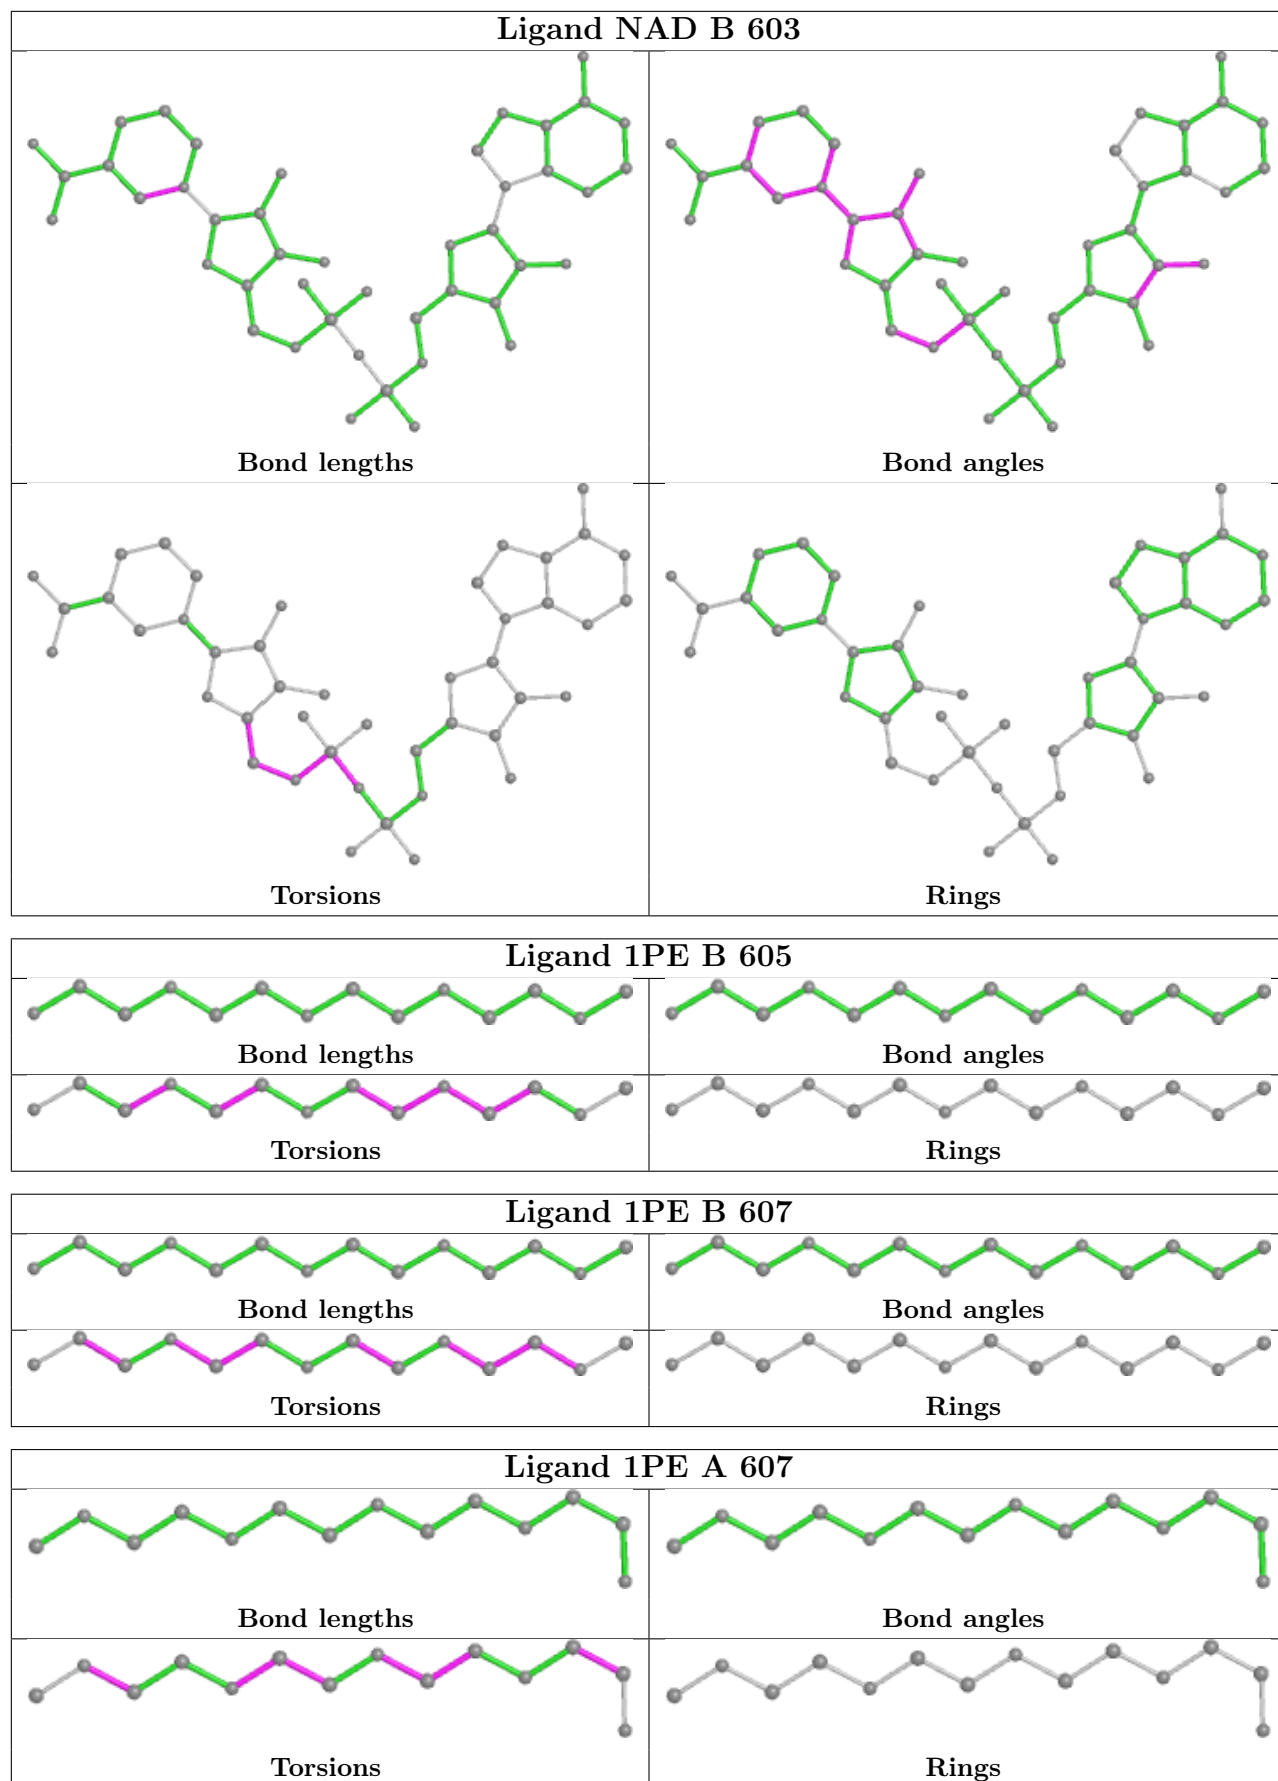 Ligand NAD B 603
Bond lengths
Bond angles
Torsions
Rings
Ligand 1PE B 605
Bond lengths
Bond angles
Torsions
Rings
Ligand 1PE B 607
Bond lengths
Bond angles
Torsions
Rings
Ligand 1PE A 607
Bond lengths
Bond angles
Torsions
Rings